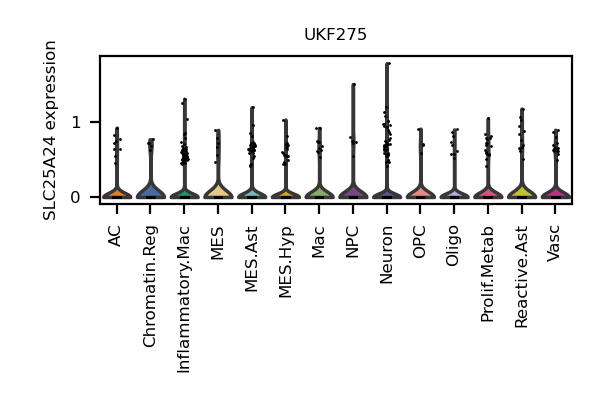 UKF275
SLC25A24 expression
1
0
AC
Chromatin.Reg
Inflammatory.Mac
MES
MES.Ast
MES.Hyp
Mac
NPC
Neuron
OPC
Oligo
Prolif.Metab
Reactive.Ast
Vasc